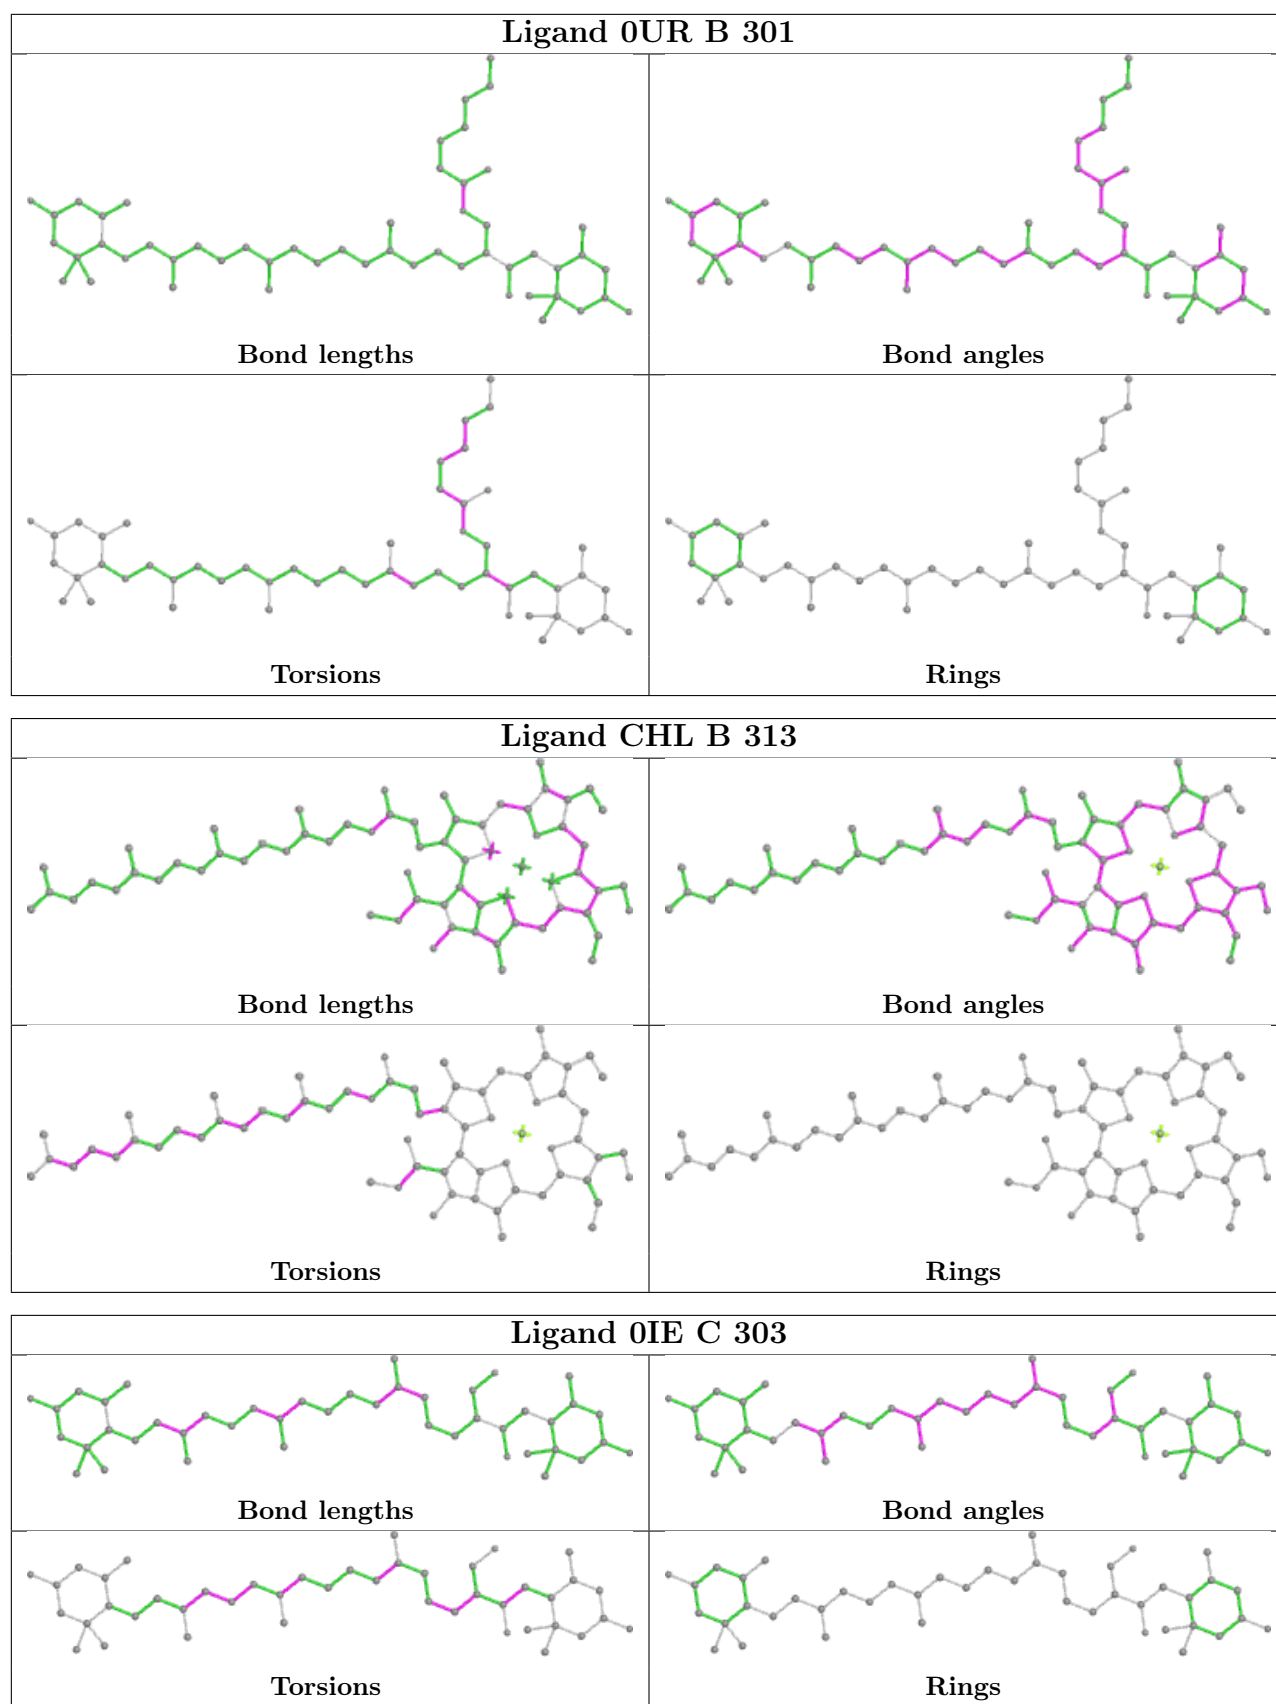 Ligand 0UR B 301
Bond lengths
Bond angles
Torsions
Rings
Ligand CHL B 313
Bond lengths
Bond angles
Torsions
Rings
Ligand 0IE C 303
Bond lengths
Bond angles
Torsions
Rings